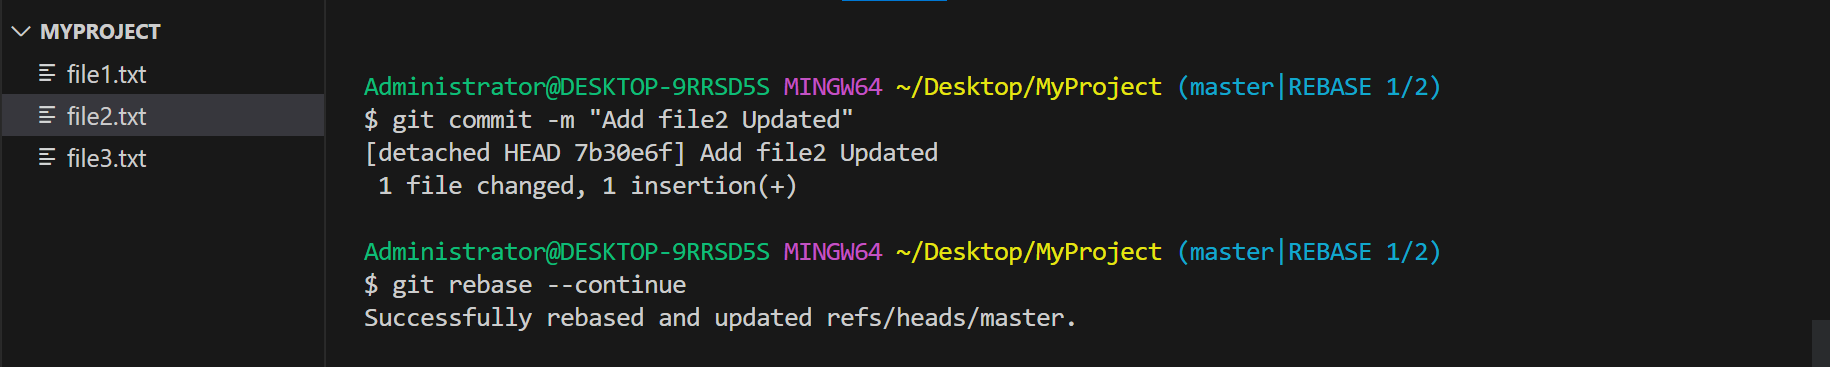 MYPROJECT
file1.txt
file2.txt
file3.txt
Administrator@DESKTOP-9RRSD5S MINGW64 ~/Desktop/MyProject (master|REBASE 1/2)
$ git commit -m "Add file2 Updated"
[detached HEAD 7b30e6f] Add file2 Updated
 1 file changed, 1 insertion(+)
Administrator@DESKTOP-9RRSD5S MINGW64 ~/Desktop/MyProject (master|REBASE 1/2)
$ git rebase --continue
Successfully rebased and updated refs/heads/master.